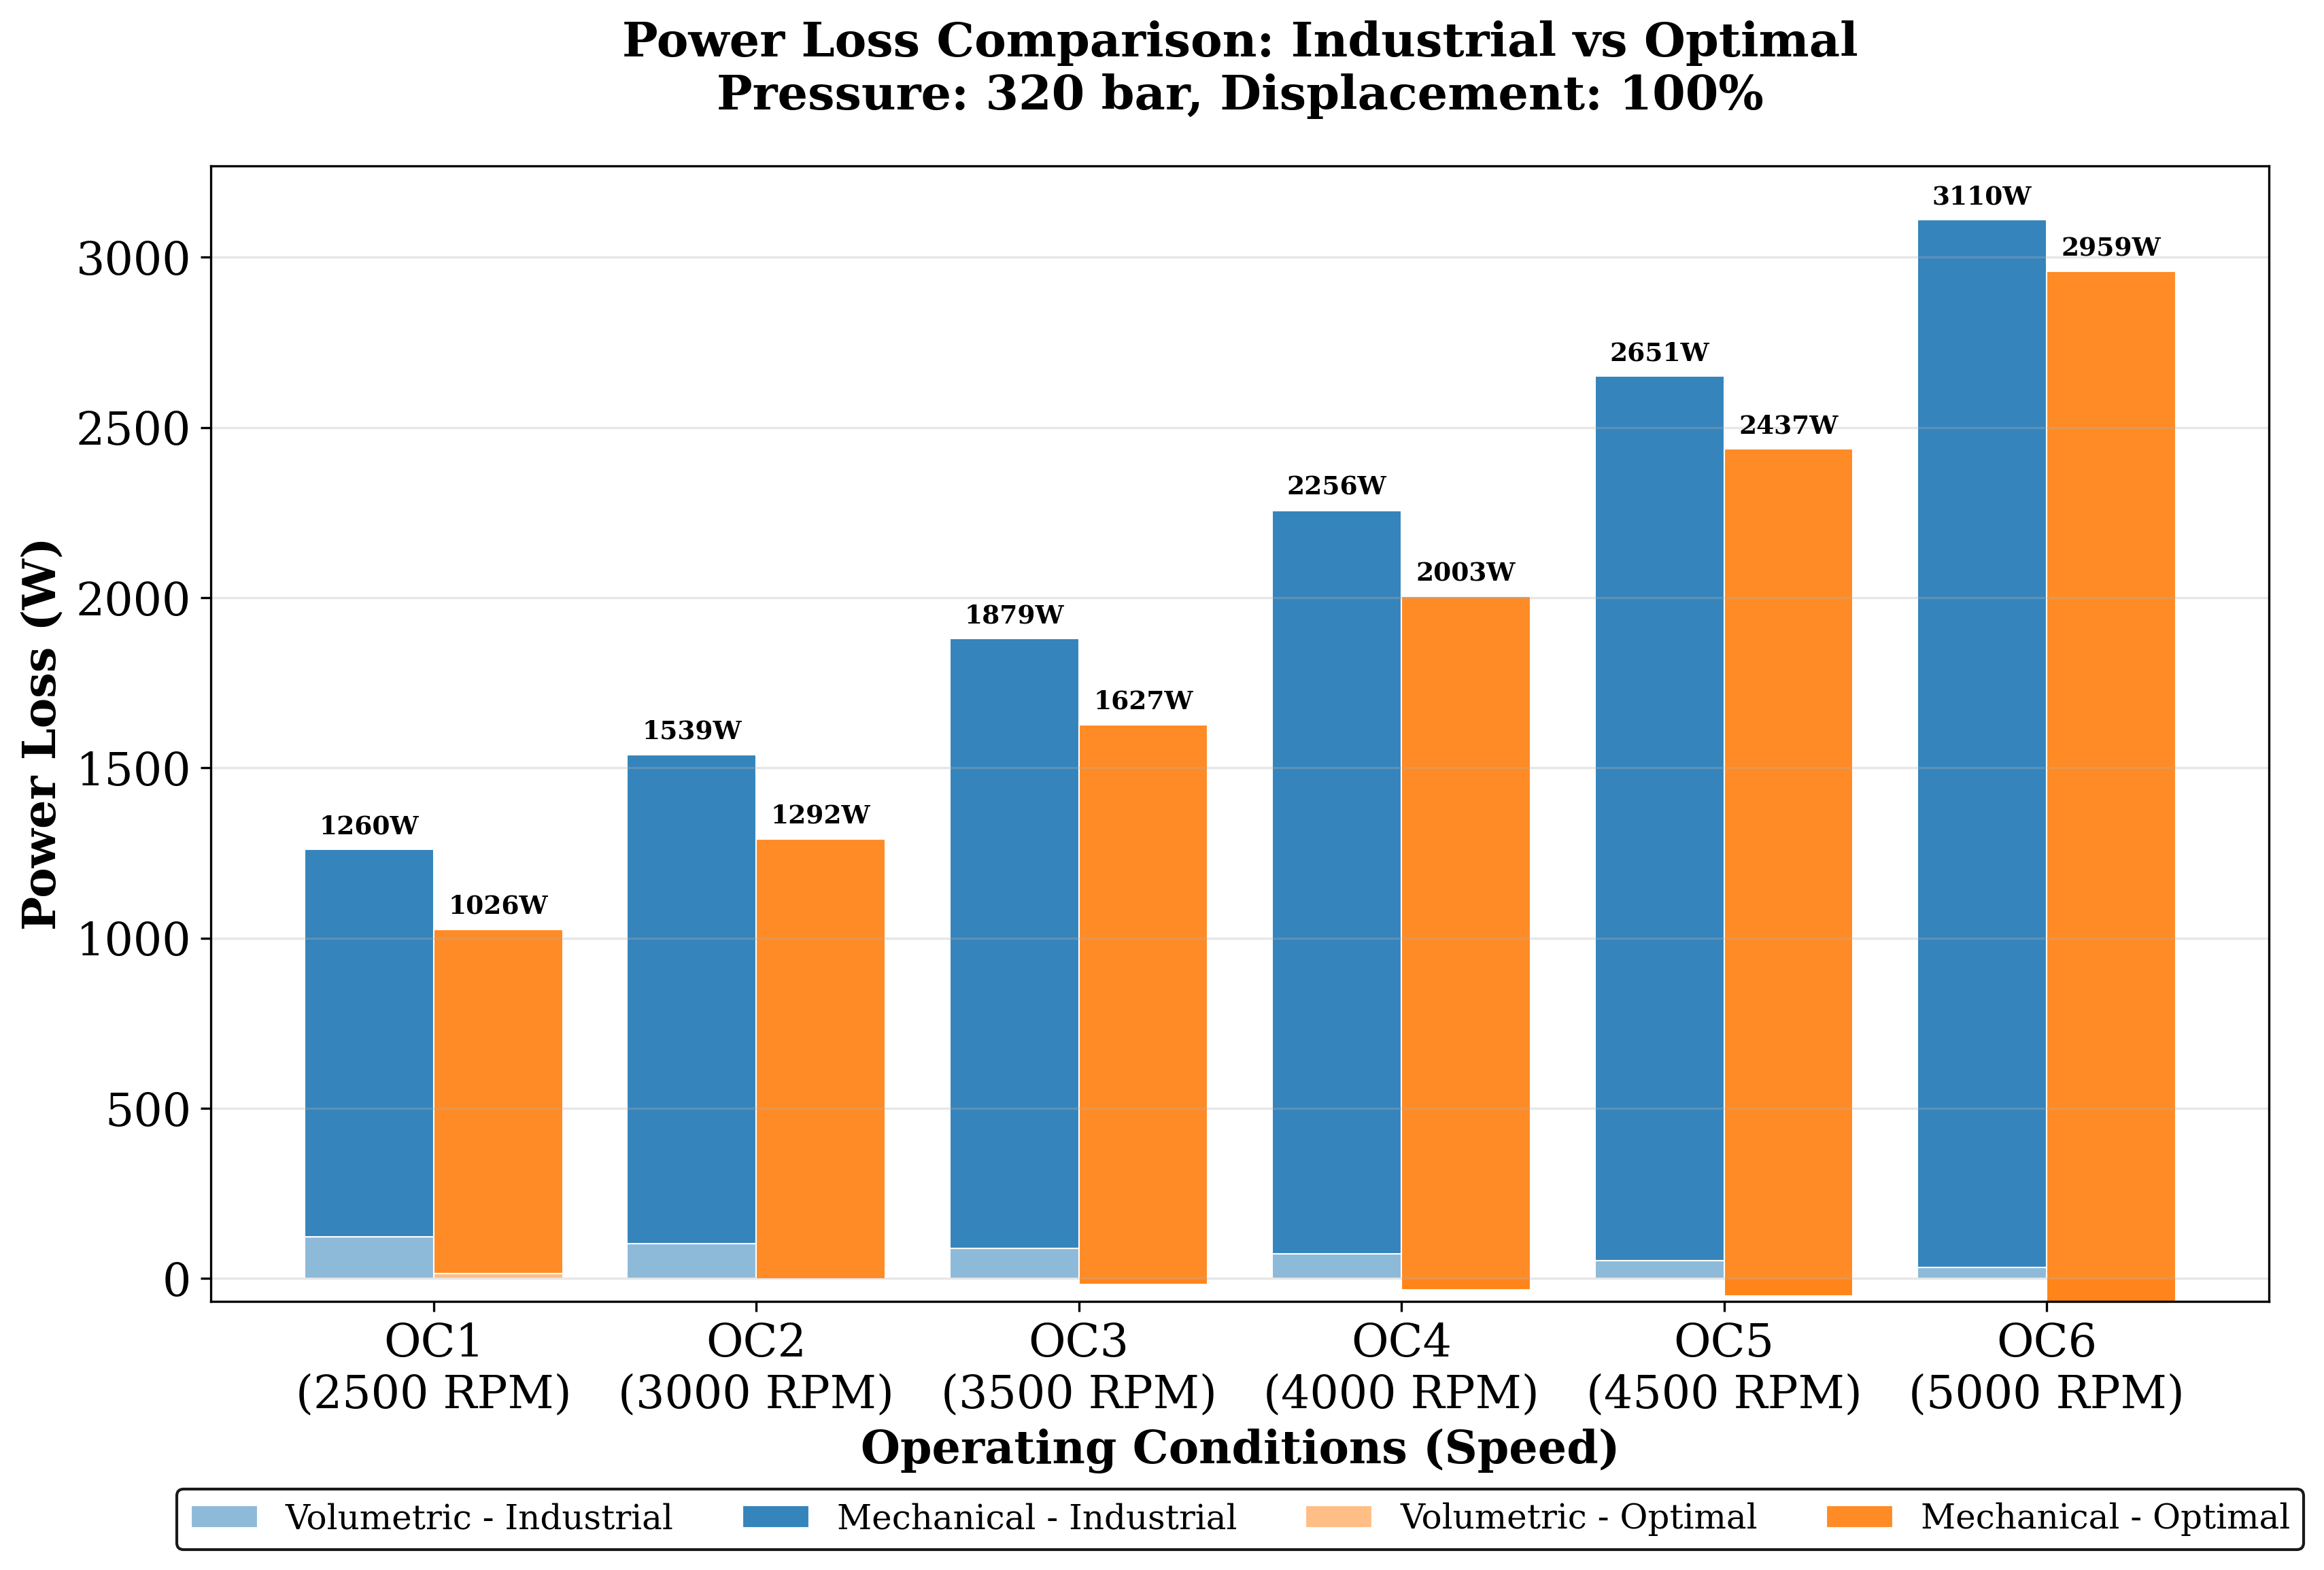 Power Loss Comparison: Industrial vs Optimal
Pressure: 320 bar, Displacement: 100%
Power Loss (W)
3000
2500
2000
1500
1000
500
0
1260W
1026W
1539W
1292W
1879W
1627W
2256W
2003W
2651W
2437W
3110W
2959W
OC1
(2500 RPM)
OC2
(3000 RPM)
OC3
(3500 RPM)
OC4
(4000 RPM)
OC5
(4500 RPM)
OC6
(5000 RPM)
Operating Conditions (Speed)
Volumetric - Industrial
Mechanical - Industrial
Volumetric - Optimal
Mechanical - Optimal